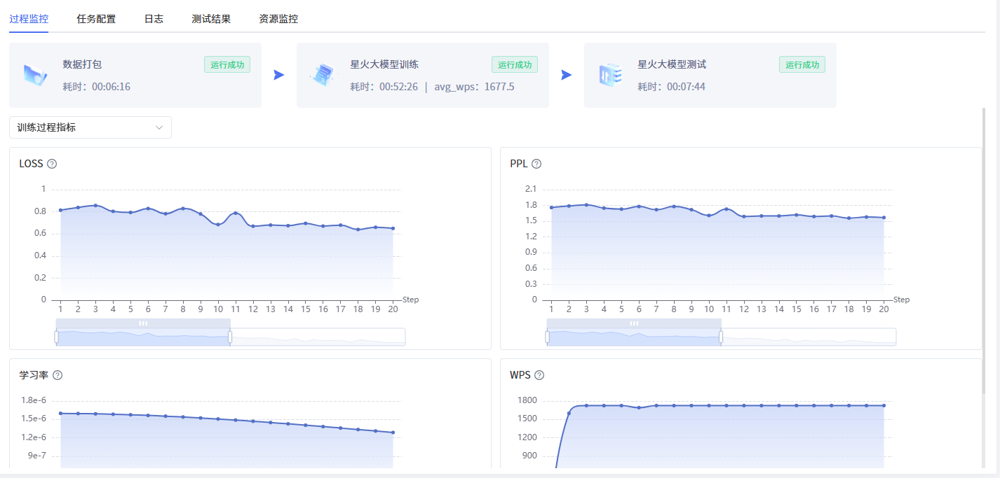 过程监控 任务配置 日志 测试结果 资源监控
数据打包 运行成功
耗时：00:06:16
星火大模型训练 运行成功
耗时：00:52:26 | avg_wps：1677.5
星火大模型测试 运行成功
耗时：00:07:44
训练过程指标
LOSS ?
1
0.8
0.6
0.4
0.2
0
1 2 3 4 5 6 7 8 9 10 11 12 13 14 15 16 17 18 19 20 Step
PPL ?
2.1
1.8
1.5
1.2
0.9
0.6
0.3
0
1 2 3 4 5 6 7 8 9 10 11 12 13 14 15 16 17 18 19 20 Step
学习率 ?
1.8e-6
1.5e-6
1.2e-6
9e-7
WPS ?
1800
1500
1200
900